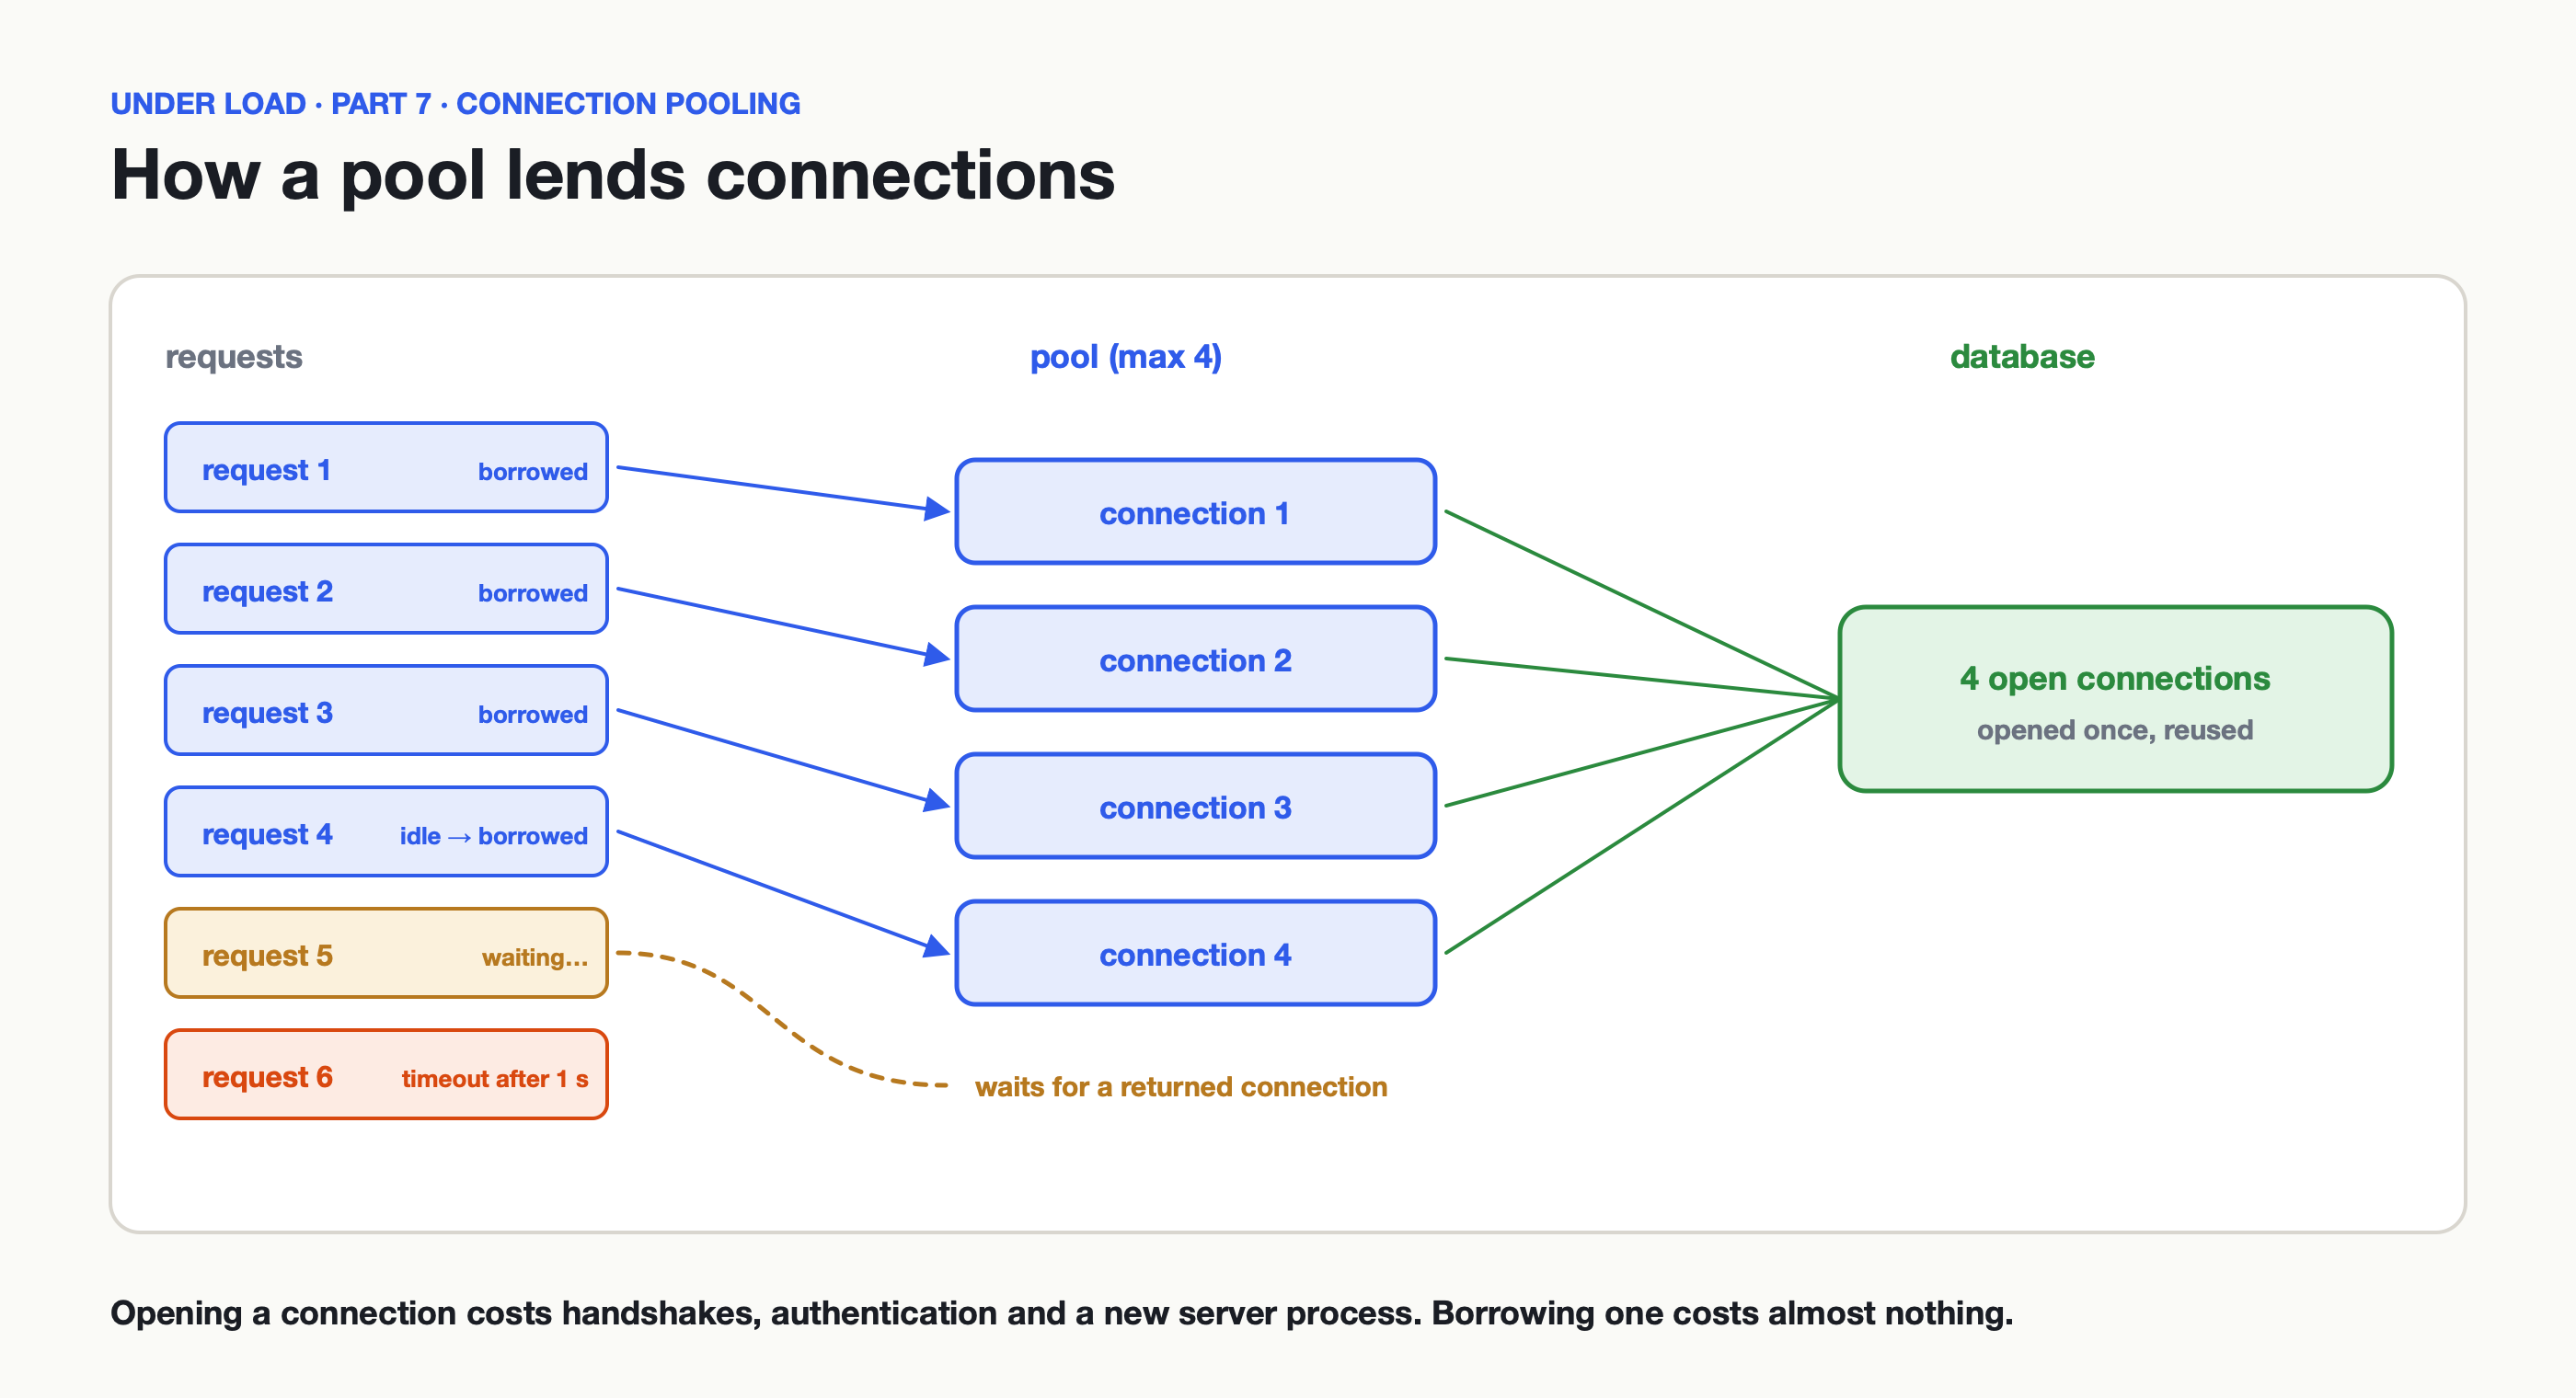 UNDER LOAD · PART 7 · CONNECTION POOLING
How a pool lends connections
requests
pool (max 4)
database
request 1 borrowed
request 2 borrowed
request 3 borrowed
request 4 idle → borrowed
request 5 waiting...
request 6 timeout after 1 s
connection 1
connection 2
connection 3
connection 4
waits for a returned connection
4 open connections
opened once, reused
Opening a connection costs handshakes, authentication and a new server process. Borrowing one costs almost nothing.